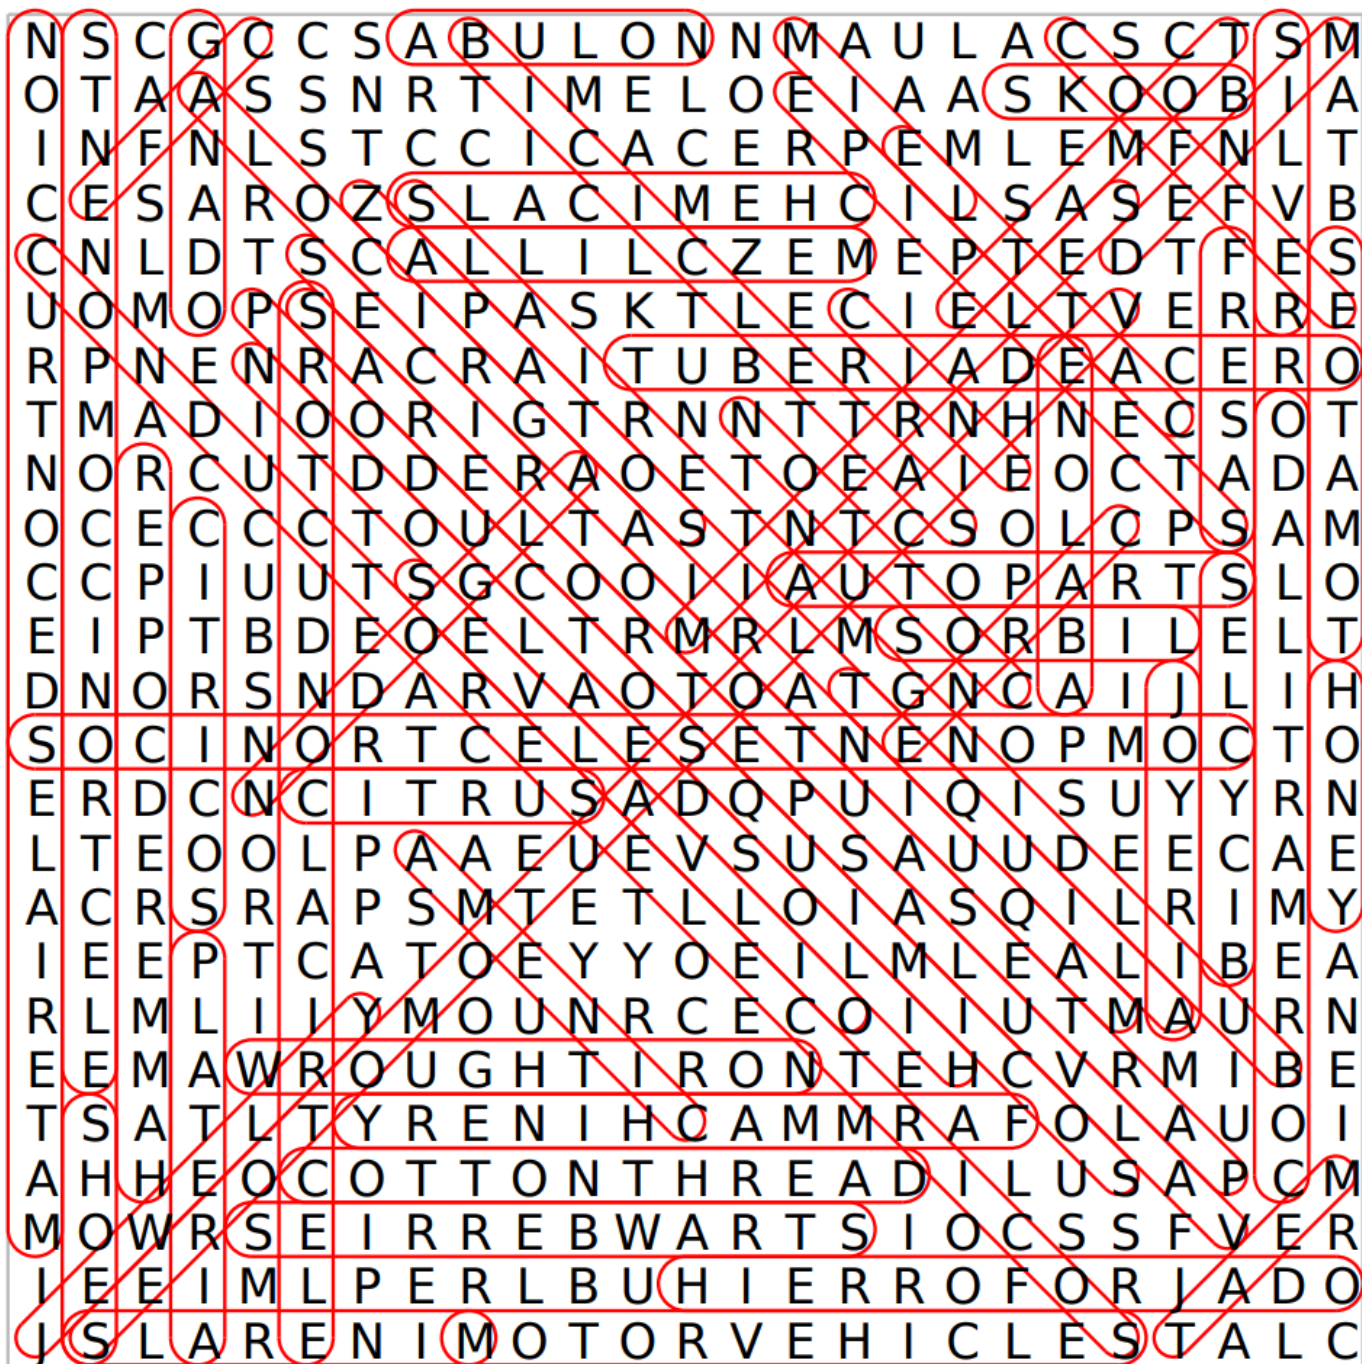 N S C G C C S A B U L O N N M A U L A C S C T S M
O T A A S S N R T I M E L O E I A A S K O O B I A
I N F N L S T C C I C A C E R P E M L E M F N L T
C E S A R O Z S L A C I M E H C I L S A S E F V B
C N L D T S C A L L I L C Z E M E P T E D T F E S
U O M O P S E I P A S K T L E C I E L T V E R R E
R P N E N R A C R A I T U B E R I A D E A C E R O
T M A D I O O R I G T R N N T T R N H N E C S O T
N O R C U T D D E R A O E T O E A I E O C T A D A
O C E C C C T O U L T A S T N T C S O L C P S A M
C C P I U U T S G C O O I I A U T O P A R T S L O
E I P T B D E O E L T R M R L M S O R B I L E L T
D N O R S N D A R V A O T O A T G N C A I J L I H
S O C I N O R T C E L E S E T N E N O P M O C T O
E R D C N C I T R U S A D Q P U I Q I S U Y Y R N
L T E O O L P A A E U E V S U S A U U D E E C A E
A C R S R A P S M T E T L L O I A S Q I L R I M Y
I E E P T C A T O E Y Y O E I L M L E A L I B E A
R L M L I I Y M O U N R C E C O I I U T M A U R N
E E M A W R O U G H T I R O N T E H C V R M I B E
T S A T L T Y R E N I H C A M M R A F O L A U O I
A H H E O C O T T O N T H R E A D I L U S A P C M
M O W R S E I R R E B W A R T S I O C S S F V E R
I E E I M L P E R L B U H I E R R O F O R J A D O
J S L A R E N I M O T O R V E H I C L E S T A L C